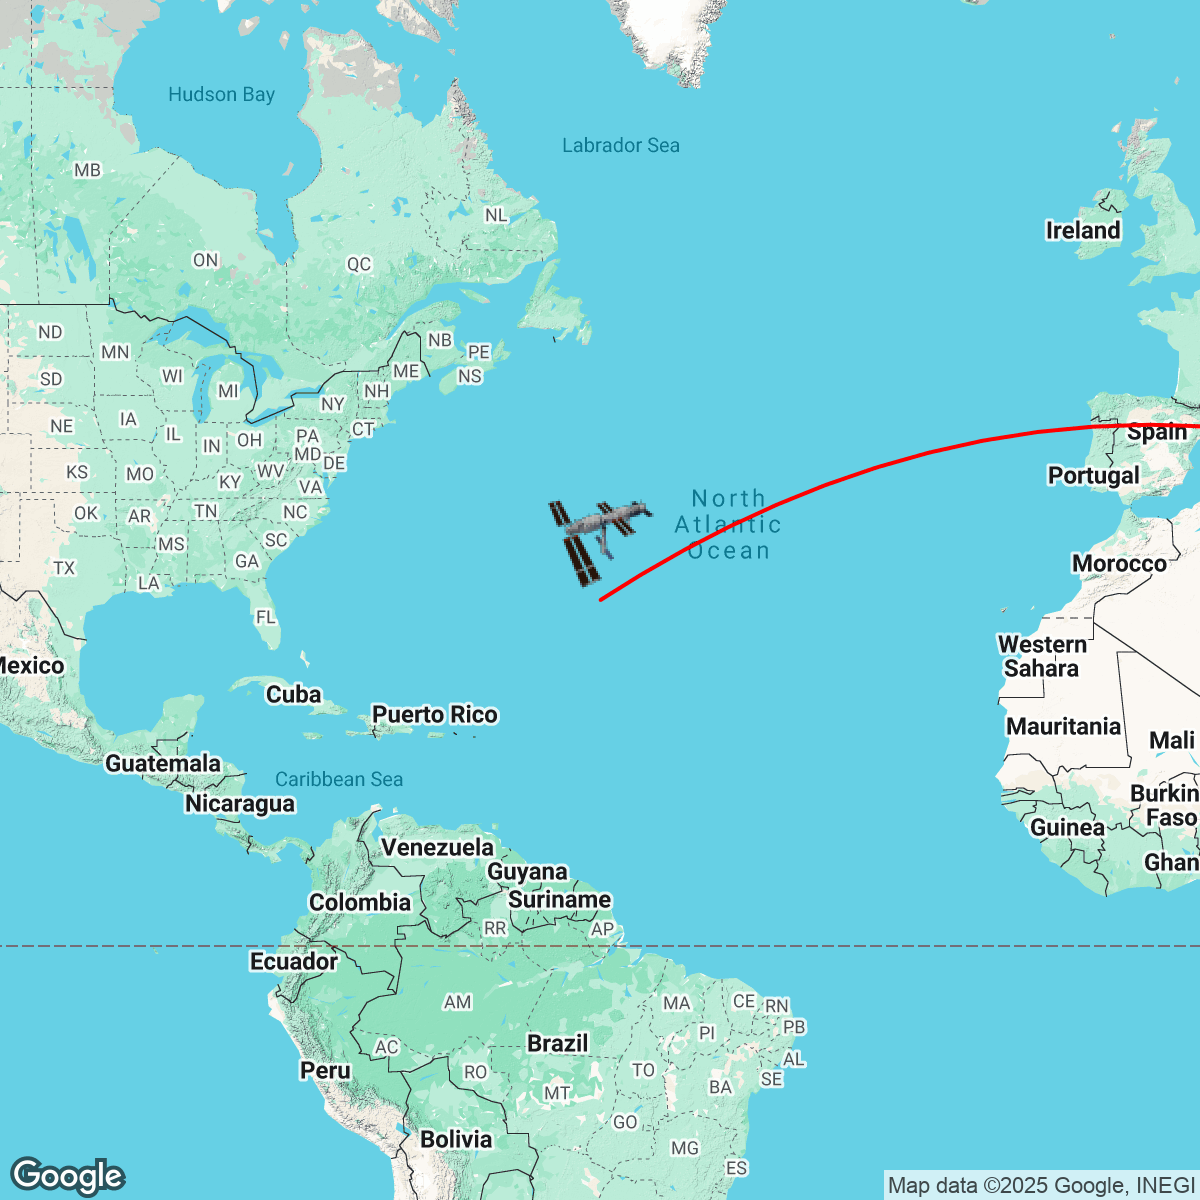 Hudson Bay
Labrador Sea
MB
NL
Ireland
ON
QC
ND
MN
NB
PE
SD
WI
MI
ME
NS
NH
NY
NE
IA
IL
IN
OH
PA
CT
Spain
MD
DE
KS
MO
KY
WV
VA
Portugal
OK
AR
TN
NC
North
Atlantic
Ocean
MS
SC
GA
TX
LA
Morocco
FL
Western
Sahara
Mexico
Cuba
Puerto Rico
Mauritania
Mali
Guatemala
Caribbean Sea
Nicaragua
Burkin
Faso
Guinea
Venezuela
Ghan
Guyana
Suriname
Colombia
RR
AP
Ecuador
AM
MA
CE
RN
PI
PB
Brazil
AC
AL
Peru
RO
TO
SE
MT
BA
GO
Bolivia
MG
ES
Google
Map data ©2025 Google, INEGI